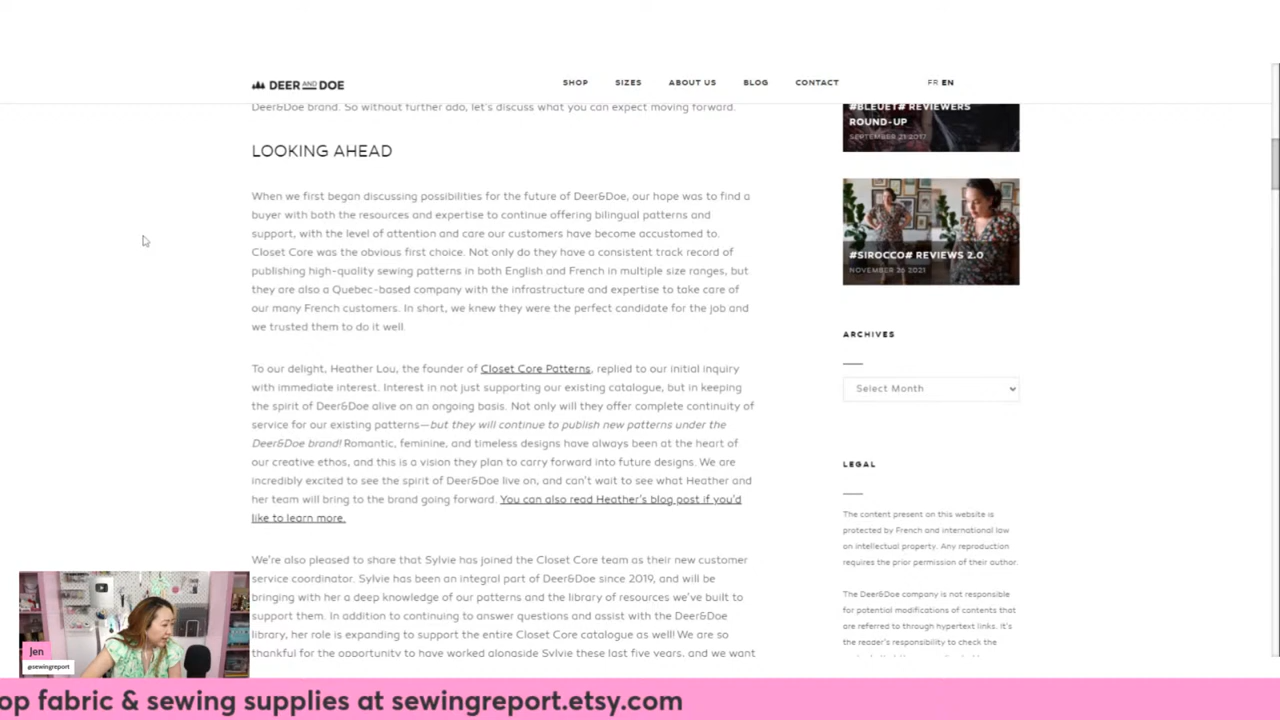 DEER AND DOE
SHOP
SIZES
ABOUT US
BLOG
CONTACT
FR EN
Deer&Doe brand. So without further ado, let's discuss what you can expect moving forward.
LOOKING AHEAD
When we first began discussing possibilities for the future of Deer&Doe, our hope was to find a
buyer with both the resources and expertise to continue offering bilingual patterns and
support, with the level of attention and care our customers have become accustomed to.
Closet Core was the obvious first choice. Not only do they have a consistent track record of
publishing high-quality sewing patterns in both English and French in multiple size ranges, but
they are also a Quebec-based company with the infrastructure and expertise to take care of
our many French customers. In short, we knew they were the perfect candidate for the job and
we trusted them to do it well.
To our delight, Heather Lou, the founder of Closet Core Patterns, replied to our initial inquiry
with immediate interest. Interest in not just supporting our existing catalogue, but in keeping
the spirit of Deer&Doe alive on an ongoing basis. Not only will they offer complete continuity of
service for our existing patterns—but they will continue to publish new patterns under the
Deer&Doe brand! Romantic, feminine, and timeless designs have always been at the heart of
our creative ethos, and this is a vision they plan to carry forward into future designs. We are
incredibly excited to see the spirit of Deer&Doe live on, and can't wait to see what Heather and
her team will bring to the brand going forward. You can also read Heather's blog post if you'd
like to learn more.
We're also pleased to share that Sylvie has joined the Closet Core team as their new customer
service coordinator. Sylvie has been an integral part of Deer&Doe since 2019, and will be
bringing with her a deep knowledge of our patterns and the library of resources we've built to
support them. In addition to continuing to answer questions and assist with the Deer&Doe
library, her role is expanding to support the entire Closet Core catalogue as well! We are so
thankful for the opportunity to have worked alongside Sylvie these last five years, and we want
#BLEUET# REVIEWERS
ROUND-UP
SEPTEMBER 21 2017
#SIROCCO# REVIEWS 2.0
NOVEMBER 26 2021
ARCHIVES
Select Month
LEGAL
The content present on this website is
protected by French and international law
on intellectual property. Any reproduction
requires the prior permission of their author.
The Deer&Doe company is not responsible
for potential modifications of contents that
are referred to through hypertext links. It's
the reader's responsibility to check the
Jen
@sewingreport
op fabric & sewing supplies at sewingreport.etsy.com